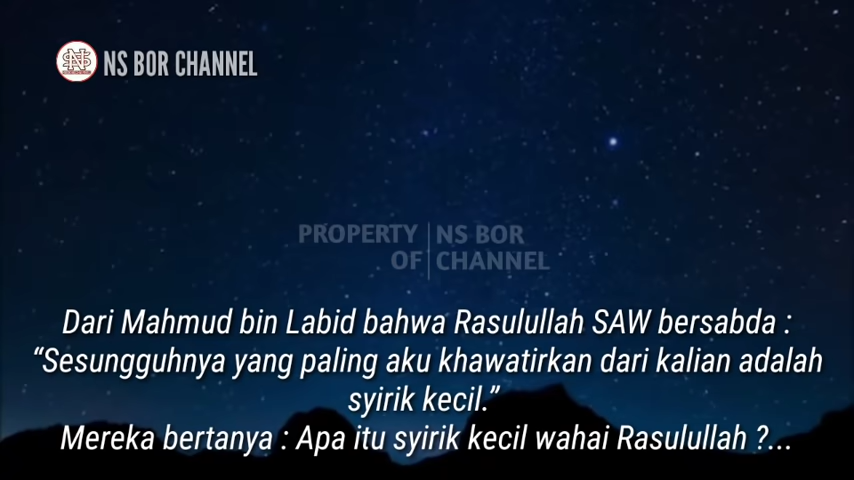 NS BOR CHANNEL
PROPERTY OF | NS BOR CHANNEL
Dari Mahmud bin Labid bahwa Rasulullah SAW bersabda :
“Sesungguhnya yang paling aku khawatirkan dari kalian adalah
syirik kecil.”
Mereka bertanya : Apa itu syirik kecil wahai Rasulullah ?...